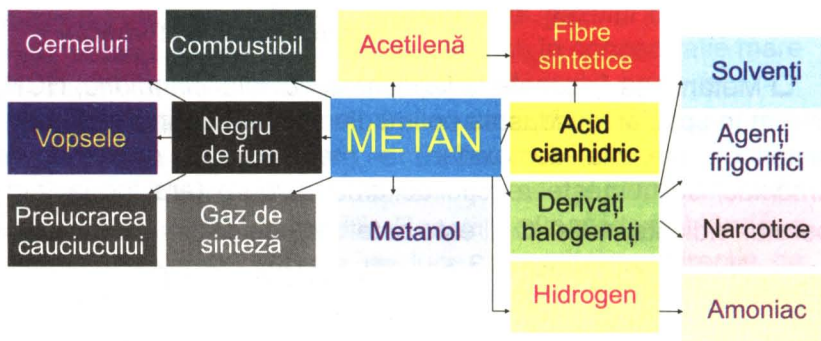 Cerneluri
Combustibil
Acetilenă
Fibre
sintetice
Solvenți
Vopsele
Negru
de fum
METAN
Acid
cianhidric
Agenți
frigorifici
Prelucrarea
cauciucului
Gaz de
sinteză
Metanol
Derivați
halogenați
Narcotice
Hidrogen
Amoniac